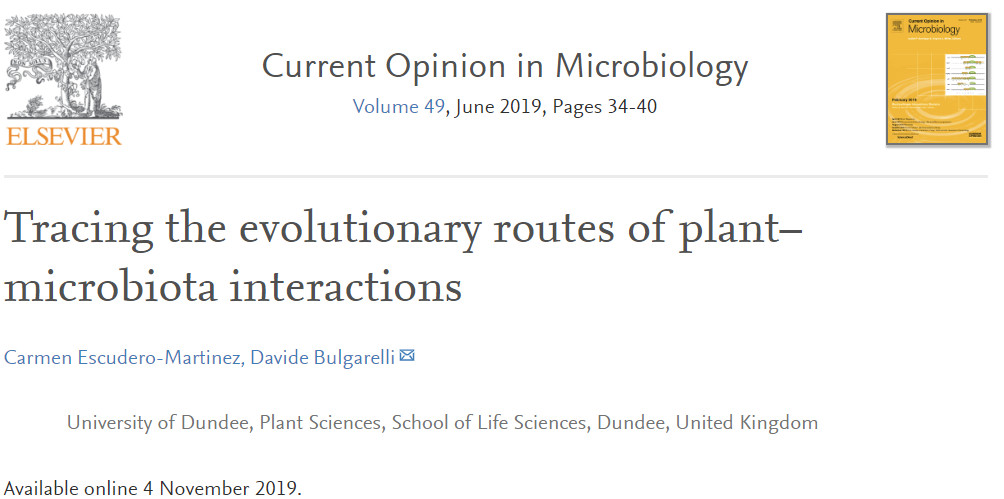 ELSEVIER
Current Opinion in Microbiology
Volume 49, June 2019, Pages 34-40
Current Opinion in
Microbiology
Tracing the evolutionary routes of plant–
microbiota interactions
Carmen Escudero-Martinez, Davide Bulgarelli
University of Dundee, Plant Sciences, School of Life Sciences, Dundee, United Kingdom
Available online 4 November 2019.